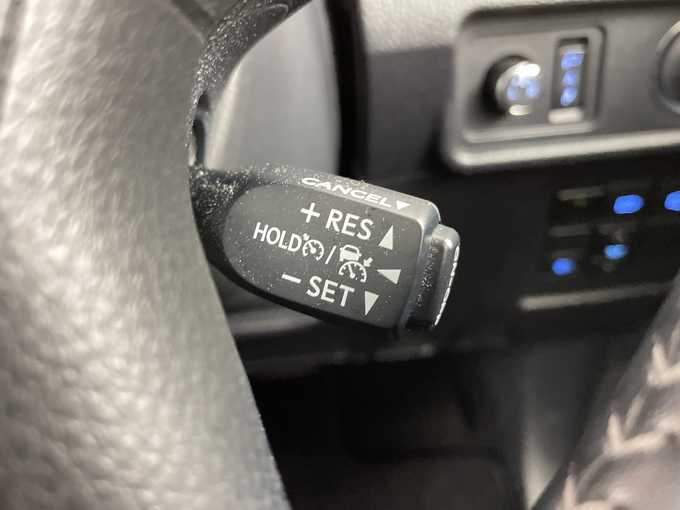 CANCEL▼
+ RES ▲
HOLD / ◀
− SET ▼